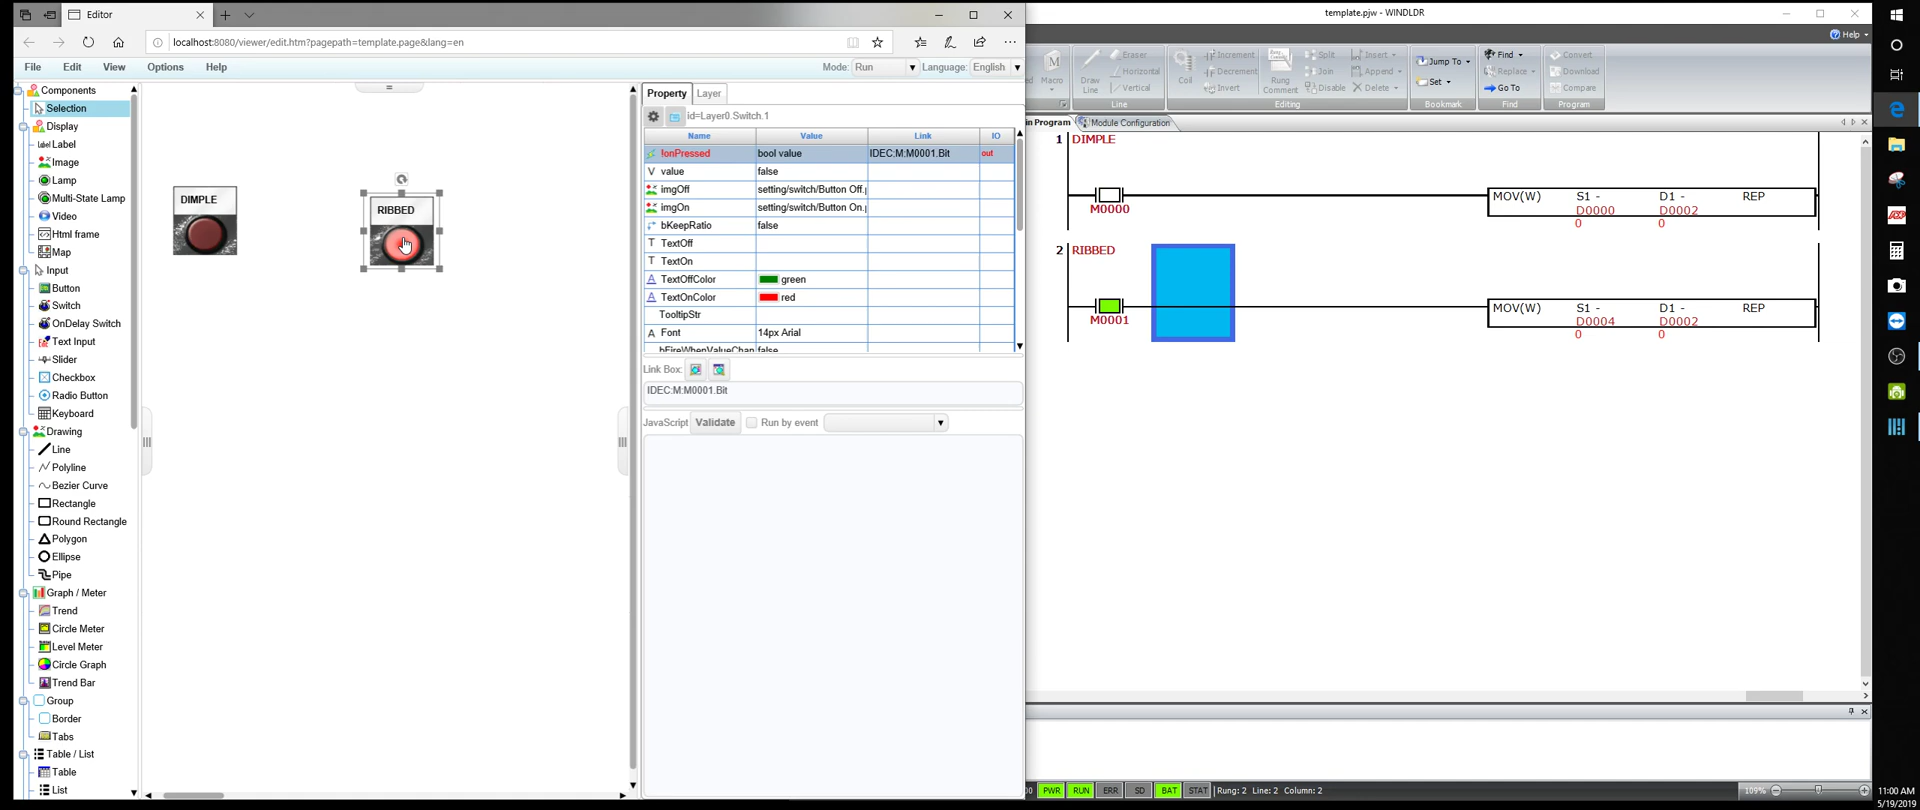 Editor
localhost:8080/viewer/edit.htm?pagepath=template.page&lang=en
File Edit View Options Help Mode: Run Language: English
Components
Selection
Display
Label
Image
Lamp
Multi-State Lamp
Video
Html frame
Map
Input
Button
Switch
OnDelay Switch
Text Input
Slider
Checkbox
Radio Button
Keyboard
Drawing
Line
Polyline
Bezier Curve
Rectangle
Round Rectangle
Polygon
Ellipse
Pipe
Graph / Meter
Trend
Circle Meter
Level Meter
Circle Graph
Trend Bar
Group
Border
Tabs
Table / List
Table
List
DIMPLE
RIBBED
Property Layer
id=Layer0.Switch.1
Name Value Link IO
!onPressed bool value IDEC:M:M0001.Bit out
V value false
imgOff setting/switch/Button Off.
imgOn setting/switch/Button On.
bKeepRatio false
T TextOff
T TextOn
A TextOffColor green
A TextOnColor red
TooltipStr
A Font 14px Arial
bFireWhenValueChan false
Link Box:
IDEC:M:M0001.Bit
JavaScript Validate Run by event
template.pjw - WINDLDR
Help
Macro
Draw Line
Eraser
Horizontal
Vertical
Line
Coil
Increment
Decrement
Invert
Rung Comment
Split
Join
Disable
Insert
Append
Delete
Editing
Jump To
Set
Bookmark
Find
Replace
Go To
Find
Convert
Download
Compare
Program
in Program Module Configuration
1 DIMPLE
MOV(W) S1 - D1 - REP
M0000 D0000 D0002
0 0
2 RIBBED
MOV(W) S1 - D1 - REP
M0001 D0004 D0002
0 0
00 PWR RUN ERR SD BAT STAT Rung: 2 Line: 2 Column: 2 109%
11:00 AM
5/19/2019